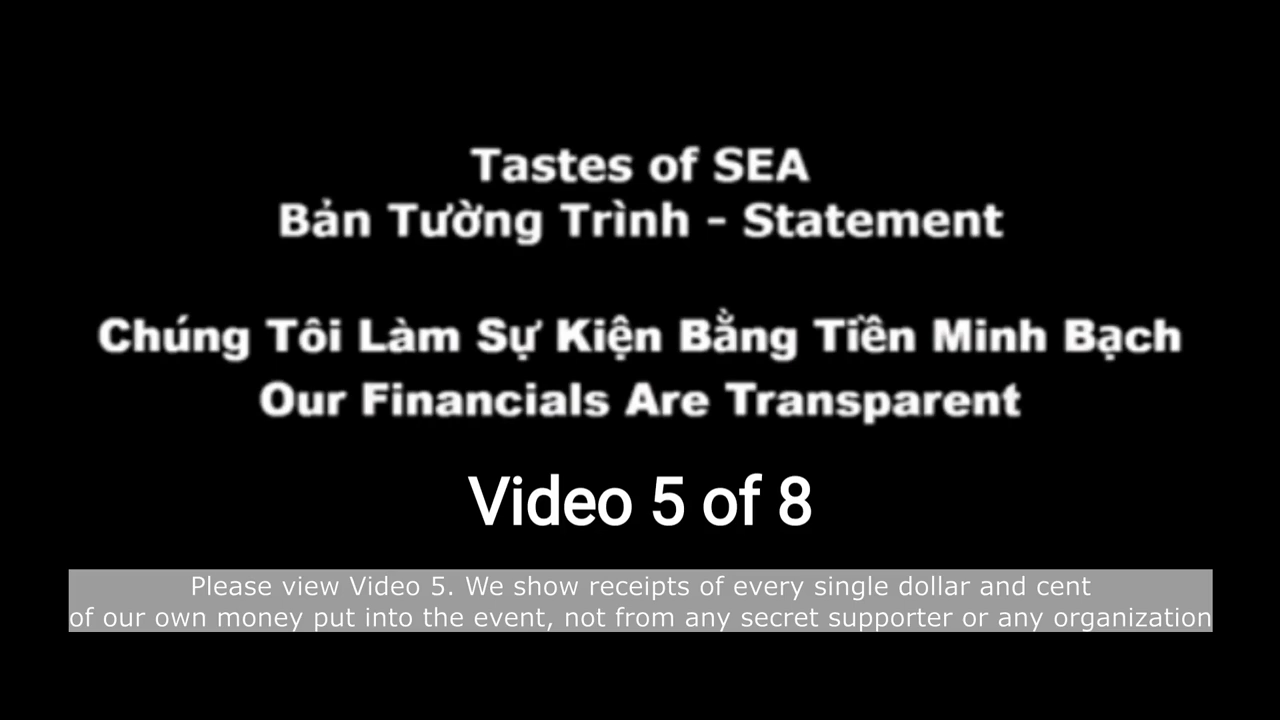 Tastes of SEA
Bản Tường Trình - Statement
Chúng Tôi Làm Sự Kiện Bằng Tiền Minh Bạch
Our Financials Are Transparent
Video 5 of 8
Please view Video 5. We show receipts of every single dollar and cent
of our own money put into the event, not from any secret supporter or any organization